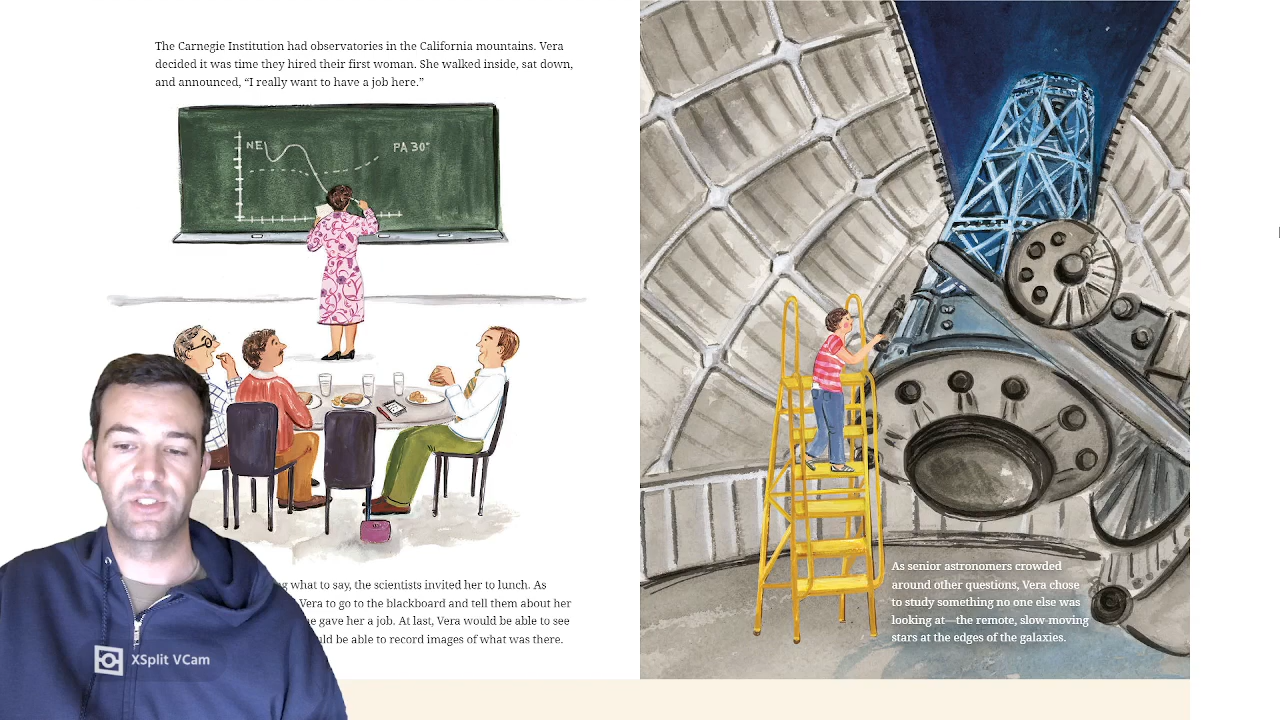 The Carnegie Institution had observatories in the California mountains. Vera
decided it was time they hired their first woman. She walked inside, sat down,
and announced, “I really want to have a job here.”
NE
PA 30°
what to say, the scientists invited her to lunch. As
Vera to go to the blackboard and tell them about her
gave her a job. At last, Vera would be able to see
be able to record images of what was there.
As senior astronomers crowded
around other questions, Vera chose
to study something no one else was
looking at—the remote, slow-moving
stars at the edges of the galaxies.
XSplit VCam